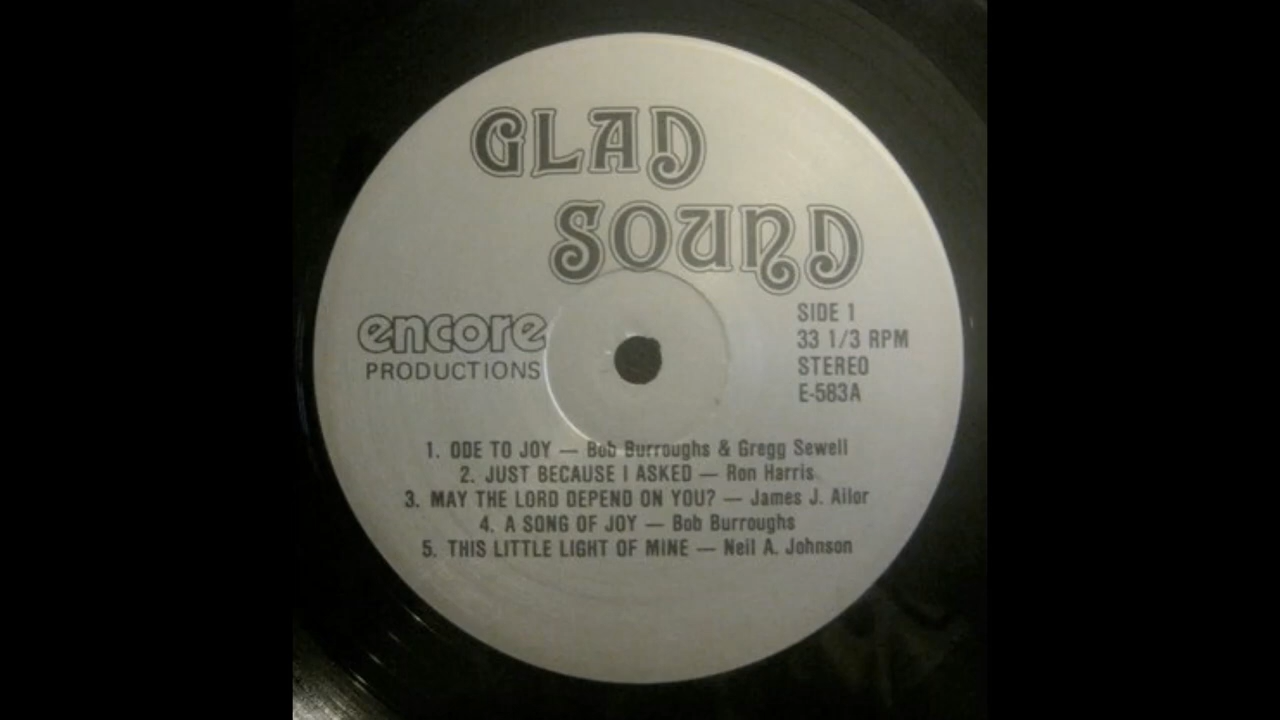 GLAD
SOUND
encore
PRODUCTIONS
SIDE 1
33 1/3 RPM
STEREO
E-583A
1. ODE TO JOY — Bob Burroughs & Gregg Sewell
2. JUST BECAUSE I ASKED — Ron Harris
3. MAY THE LORD DEPEND ON YOU? — James J. Ailor
4. A SONG OF JOY — Bob Burroughs
5. THIS LITTLE LIGHT OF MINE — Neil A. Johnson